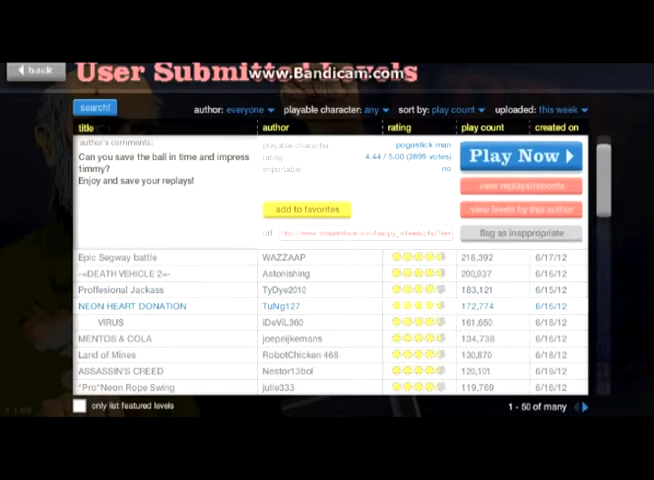 back
User Submitted Levels
www.Bandicam.com
search!
author: everyone playable character: any sort by: play count uploaded: this week
title author rating play count created on
author's comments:
Can you save the ball in time and impress
timmy?
Enjoy and save your replays!
playable character pogostick man
rating 4.44 / 5.00 (2899 votes)
importable no
Play Now
view replays/records
add to favorites
view levels by this author
url
flag as inappropriate
Epic Segway battle WAZZAAP 218,392 6/17/12
-=DEATH VEHICLE 2=- Astonishing 200,937 6/16/12
Proffesional Jackass TyDye2010 183,121 6/15/12
NEON HEART DONATION TuNg127 172,774 6/16/12
VIRUS iDeViL360 161,650 6/18/12
MENTOS & COLA joepeijkemans 134,738 6/16/12
Land of Mines RobotChicken 468 130,870 6/18/12
ASSASSIN'S CREED 120,101 6/19/12
*Pro*Neon Rope Swing julie333 119,769 6/16/12
only list featured levels
1 - 50 of many